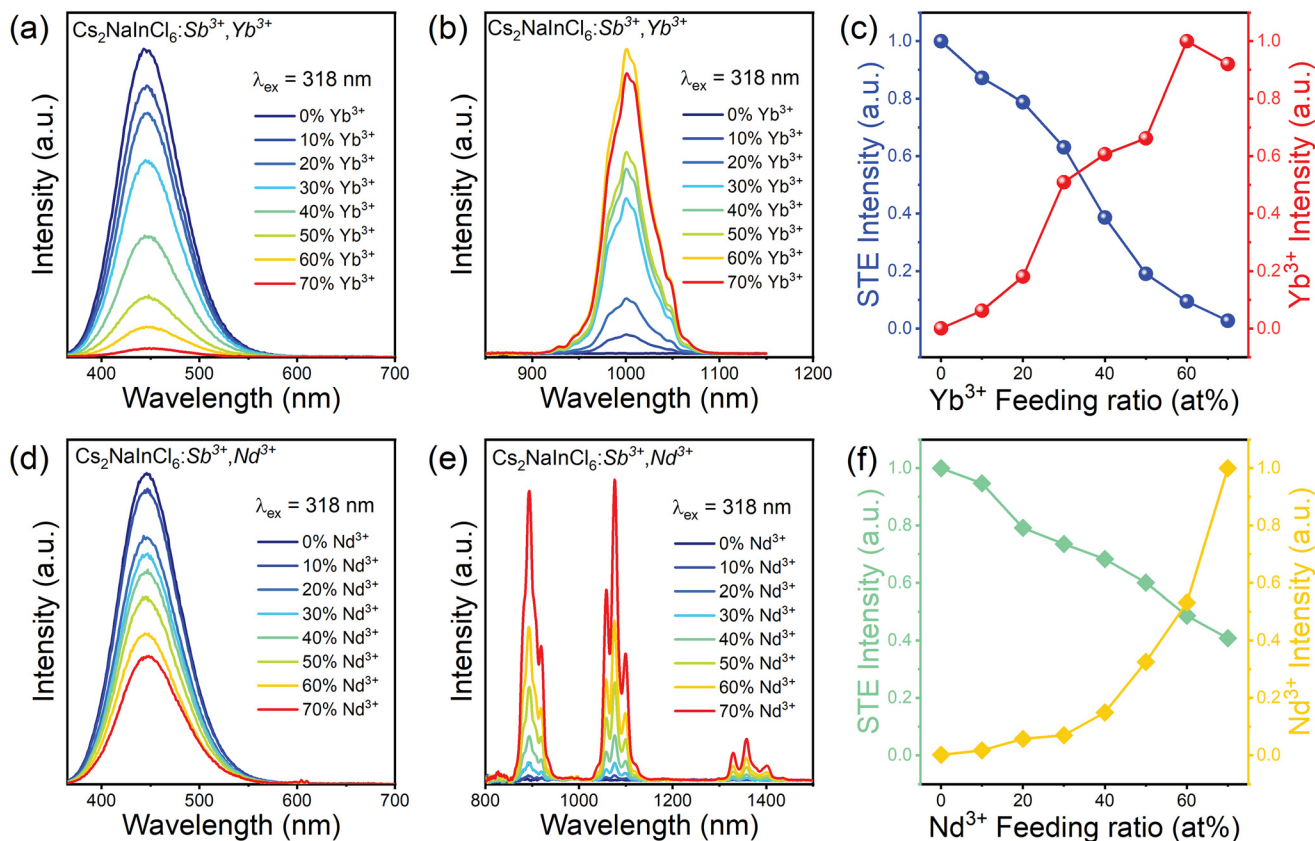 (a)
Cs₂NaInCl₆:Sb³⁺,Yb³⁺
λex = 318 nm
0% Yb³⁺
10% Yb³⁺
20% Yb³⁺
30% Yb³⁺
40% Yb³⁺
50% Yb³⁺
60% Yb³⁺
70% Yb³⁺
Intensity (a.u.)
400 500 600 700
Wavelength (nm)
(b)
Cs₂NaInCl₆:Sb³⁺,Yb³⁺
λex = 318 nm
0% Yb³⁺
10% Yb³⁺
20% Yb³⁺
30% Yb³⁺
40% Yb³⁺
50% Yb³⁺
60% Yb³⁺
70% Yb³⁺
Intensity (a.u.)
900 1000 1100 1200
Wavelength (nm)
(c)
STE Intensity (a.u.)
1.0
0.8
0.6
0.4
0.2
0.0
Yb³⁺ Intensity (a.u.)
1.0
0.8
0.6
0.4
0.2
0.0
0 20 40 60
Yb³⁺ Feeding ratio (at%)
(d)
Cs₂NaInCl₆:Sb³⁺,Nd³⁺
λex = 318 nm
0% Nd³⁺
10% Nd³⁺
20% Nd³⁺
30% Nd³⁺
40% Nd³⁺
50% Nd³⁺
60% Nd³⁺
70% Nd³⁺
Intensity (a.u.)
400 500 600 700
Wavelength (nm)
(e)
Cs₂NaInCl₆:Sb³⁺,Nd³⁺
λex = 318 nm
0% Nd³⁺
10% Nd³⁺
20% Nd³⁺
30% Nd³⁺
40% Nd³⁺
50% Nd³⁺
60% Nd³⁺
70% Nd³⁺
Intensity (a.u.)
800 1000 1200 1400
Wavelength (nm)
(f)
STE Intensity (a.u.)
1.0
0.8
0.6
0.4
0.2
0.0
Nd³⁺ Intensity (a.u.)
1.0
0.8
0.6
0.4
0.2
0.0
0 20 40 60
Nd³⁺ Feeding ratio (at%)